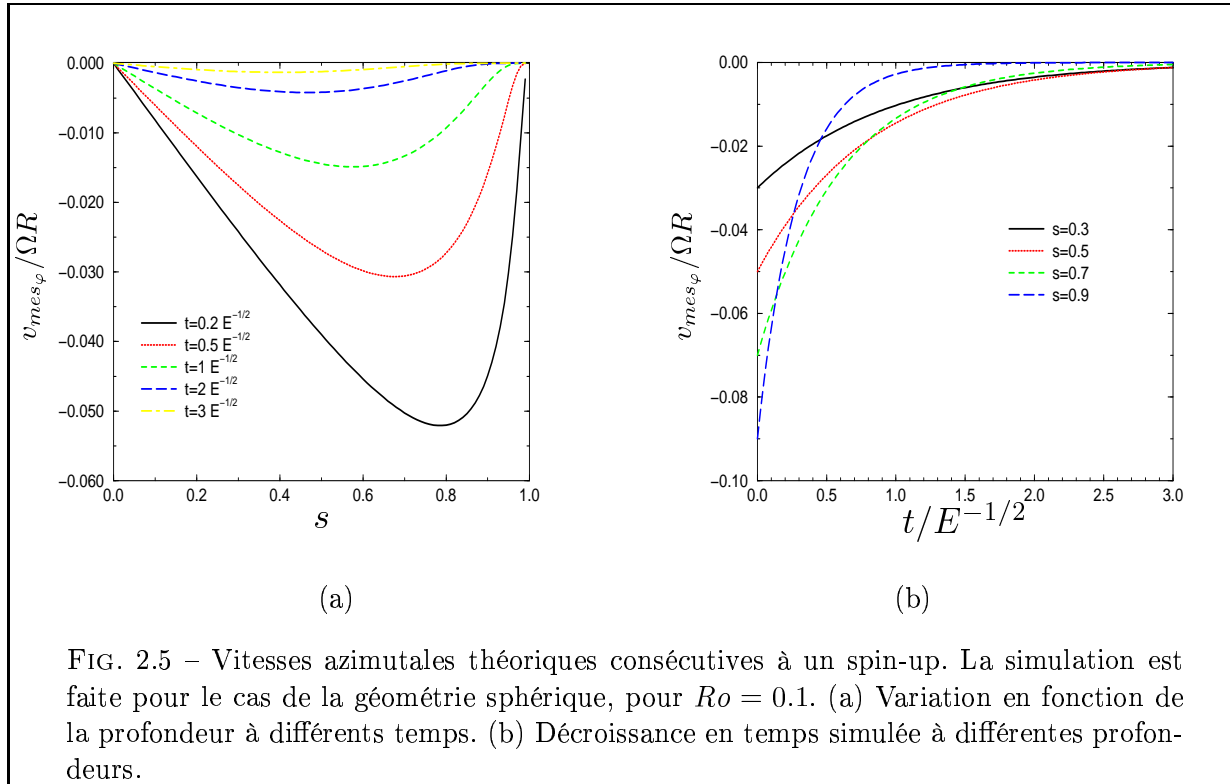 0.000
−0.010
−0.020
−0.030
−0.040
−0.050
−0.060
v_{mes_φ}/ΩR
t=0.2 E^{−1/2}
t=0.5 E^{−1/2}
t=1 E^{−1/2}
t=2 E^{−1/2}
t=3 E^{−1/2}
0.0 0.2 0.4 0.6 0.8 1.0
s
(a)
0.00
−0.02
−0.04
−0.06
−0.08
−0.10
v_{mes_φ}/ΩR
s=0.3
s=0.5
s=0.7
s=0.9
0.0 0.5 1.0 1.5 2.0 2.5 3.0
t/E^{−1/2}
(b)
FIG. 2.5 – Vitesses azimutales théoriques consécutives à un spin-up. La simulation est
faite pour le cas de la géométrie sphérique, pour Ro = 0.1. (a) Variation en fonction de
la profondeur à différents temps. (b) Décroissance en temps simulée à différentes profon-
deurs.